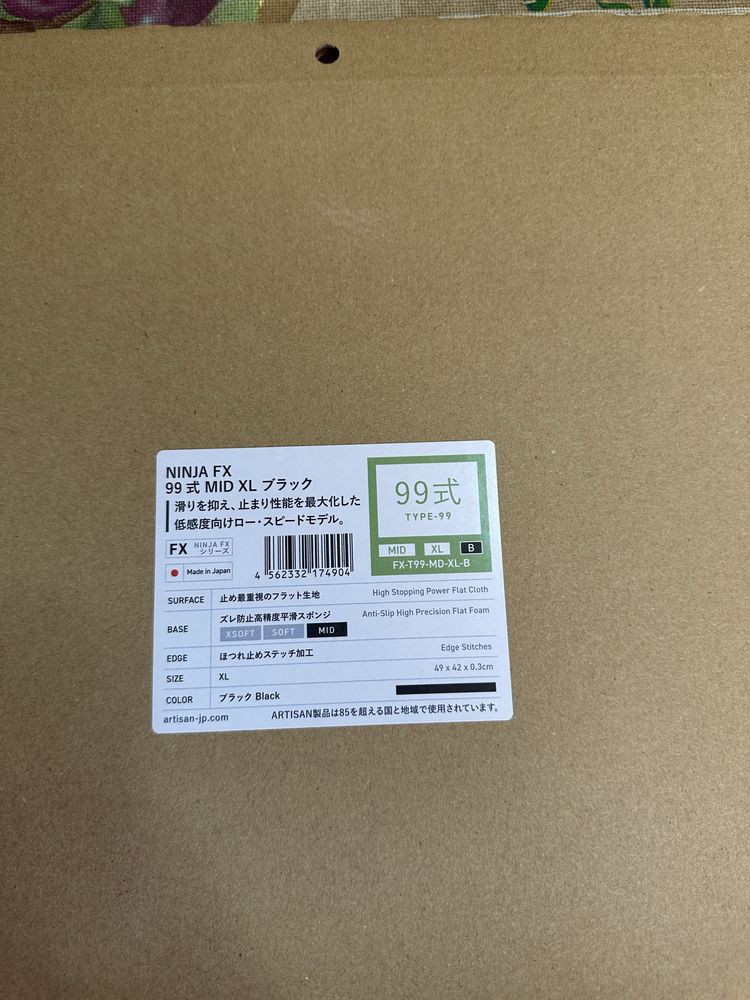 NINJA FX
99 式 MID XL ブラック
滑りを抑え、止まり性能を最大化した
低感度向けロー・スピードモデル。
FX NINJA FX
シリーズ
Made in Japan
4 562332 174904
99式
TYPE-99
MID XL B
FX-T99-MD-XL-B
SURFACE 止め最重視のフラット生地 High Stopping Power Flat Cloth
BASE ズレ防止高精度平滑スポンジ Anti-Slip High Precision Flat Foam
XSOFT SOFT MID
EDGE ほつれ止めステッチ加工 Edge Stitches
SIZE XL 49 x 42 x 0.3cm
COLOR ブラック Black
artisan-jp.com ARTISAN製品は85を超える国と地域で使用されています。